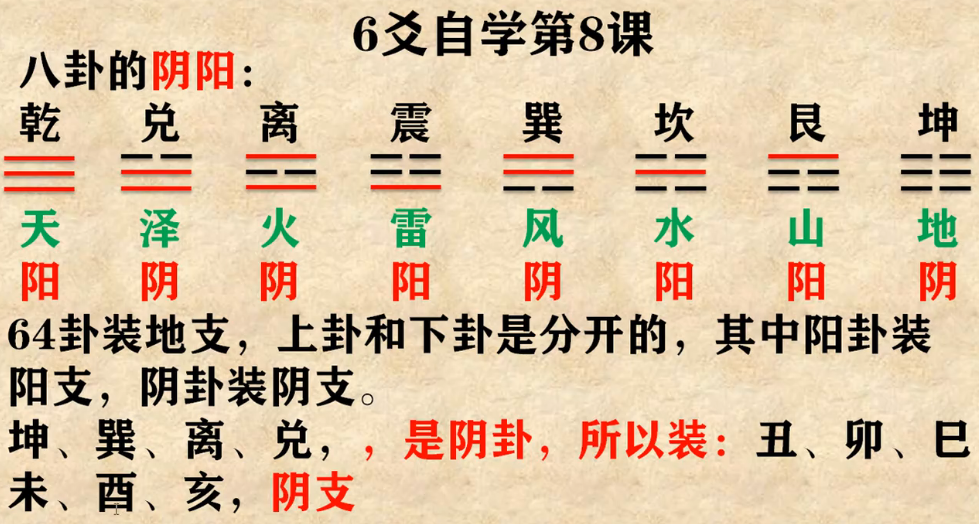 6爻自学第8课
八卦的阴阳：
乾 兑 离 震 巽 坎 艮 坤
天 泽 火 雷 风 水 山 地
阳 阴 阴 阳 阴 阳 阳 阴
64卦装地支，上卦和下卦是分开的，其中阳卦装
阳支，阴卦装阴支。
坤、巽、离、兑，，是阴卦，所以装：丑、卯、巳
未、酉、亥，阴支